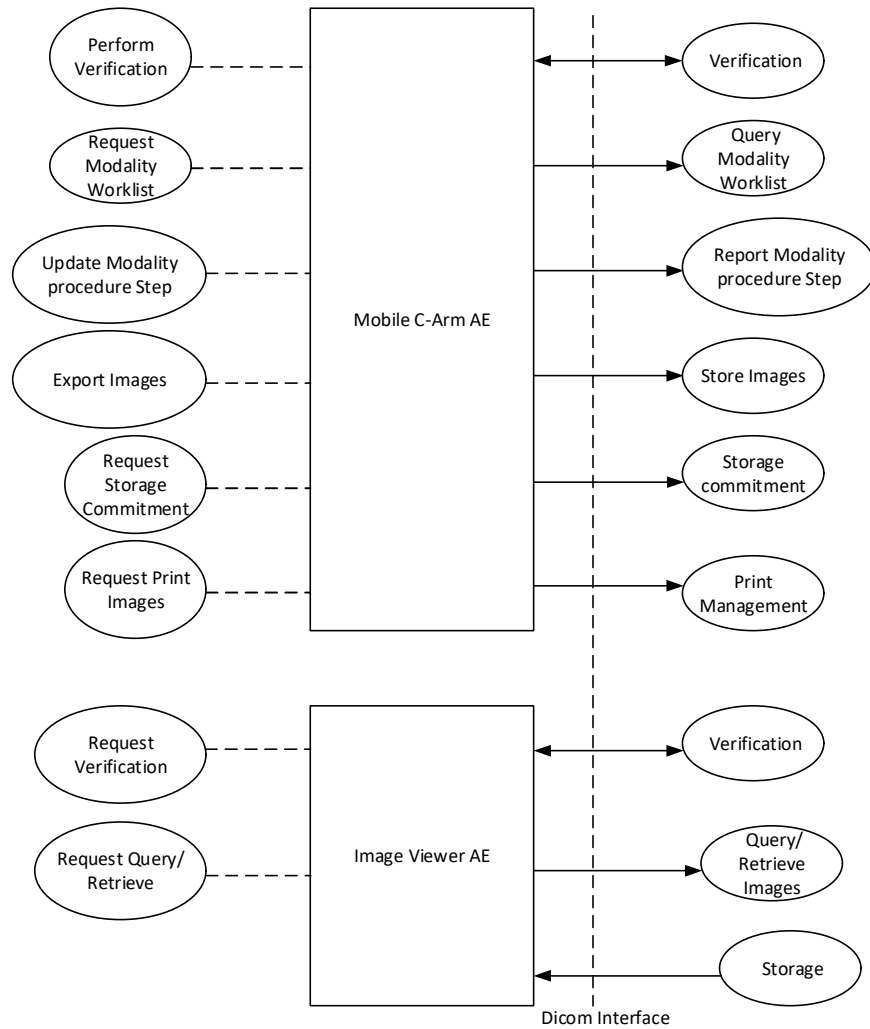 Perform
Verification
Verification
Request
Modality
Worklist
Query
Modality
Worklist
Update Modality
procedure Step
Report Modality
procedure Step
Mobile C-Arm AE
Export Images
Store Images
Request
Storage
Commitment
Storage
commitment
Request Print
Images
Print
Management
Request
Verification
Verification
Request Query/
Retrieve
Image Viewer AE
Query/
Retrieve
Images
Storage
Dicom Interface